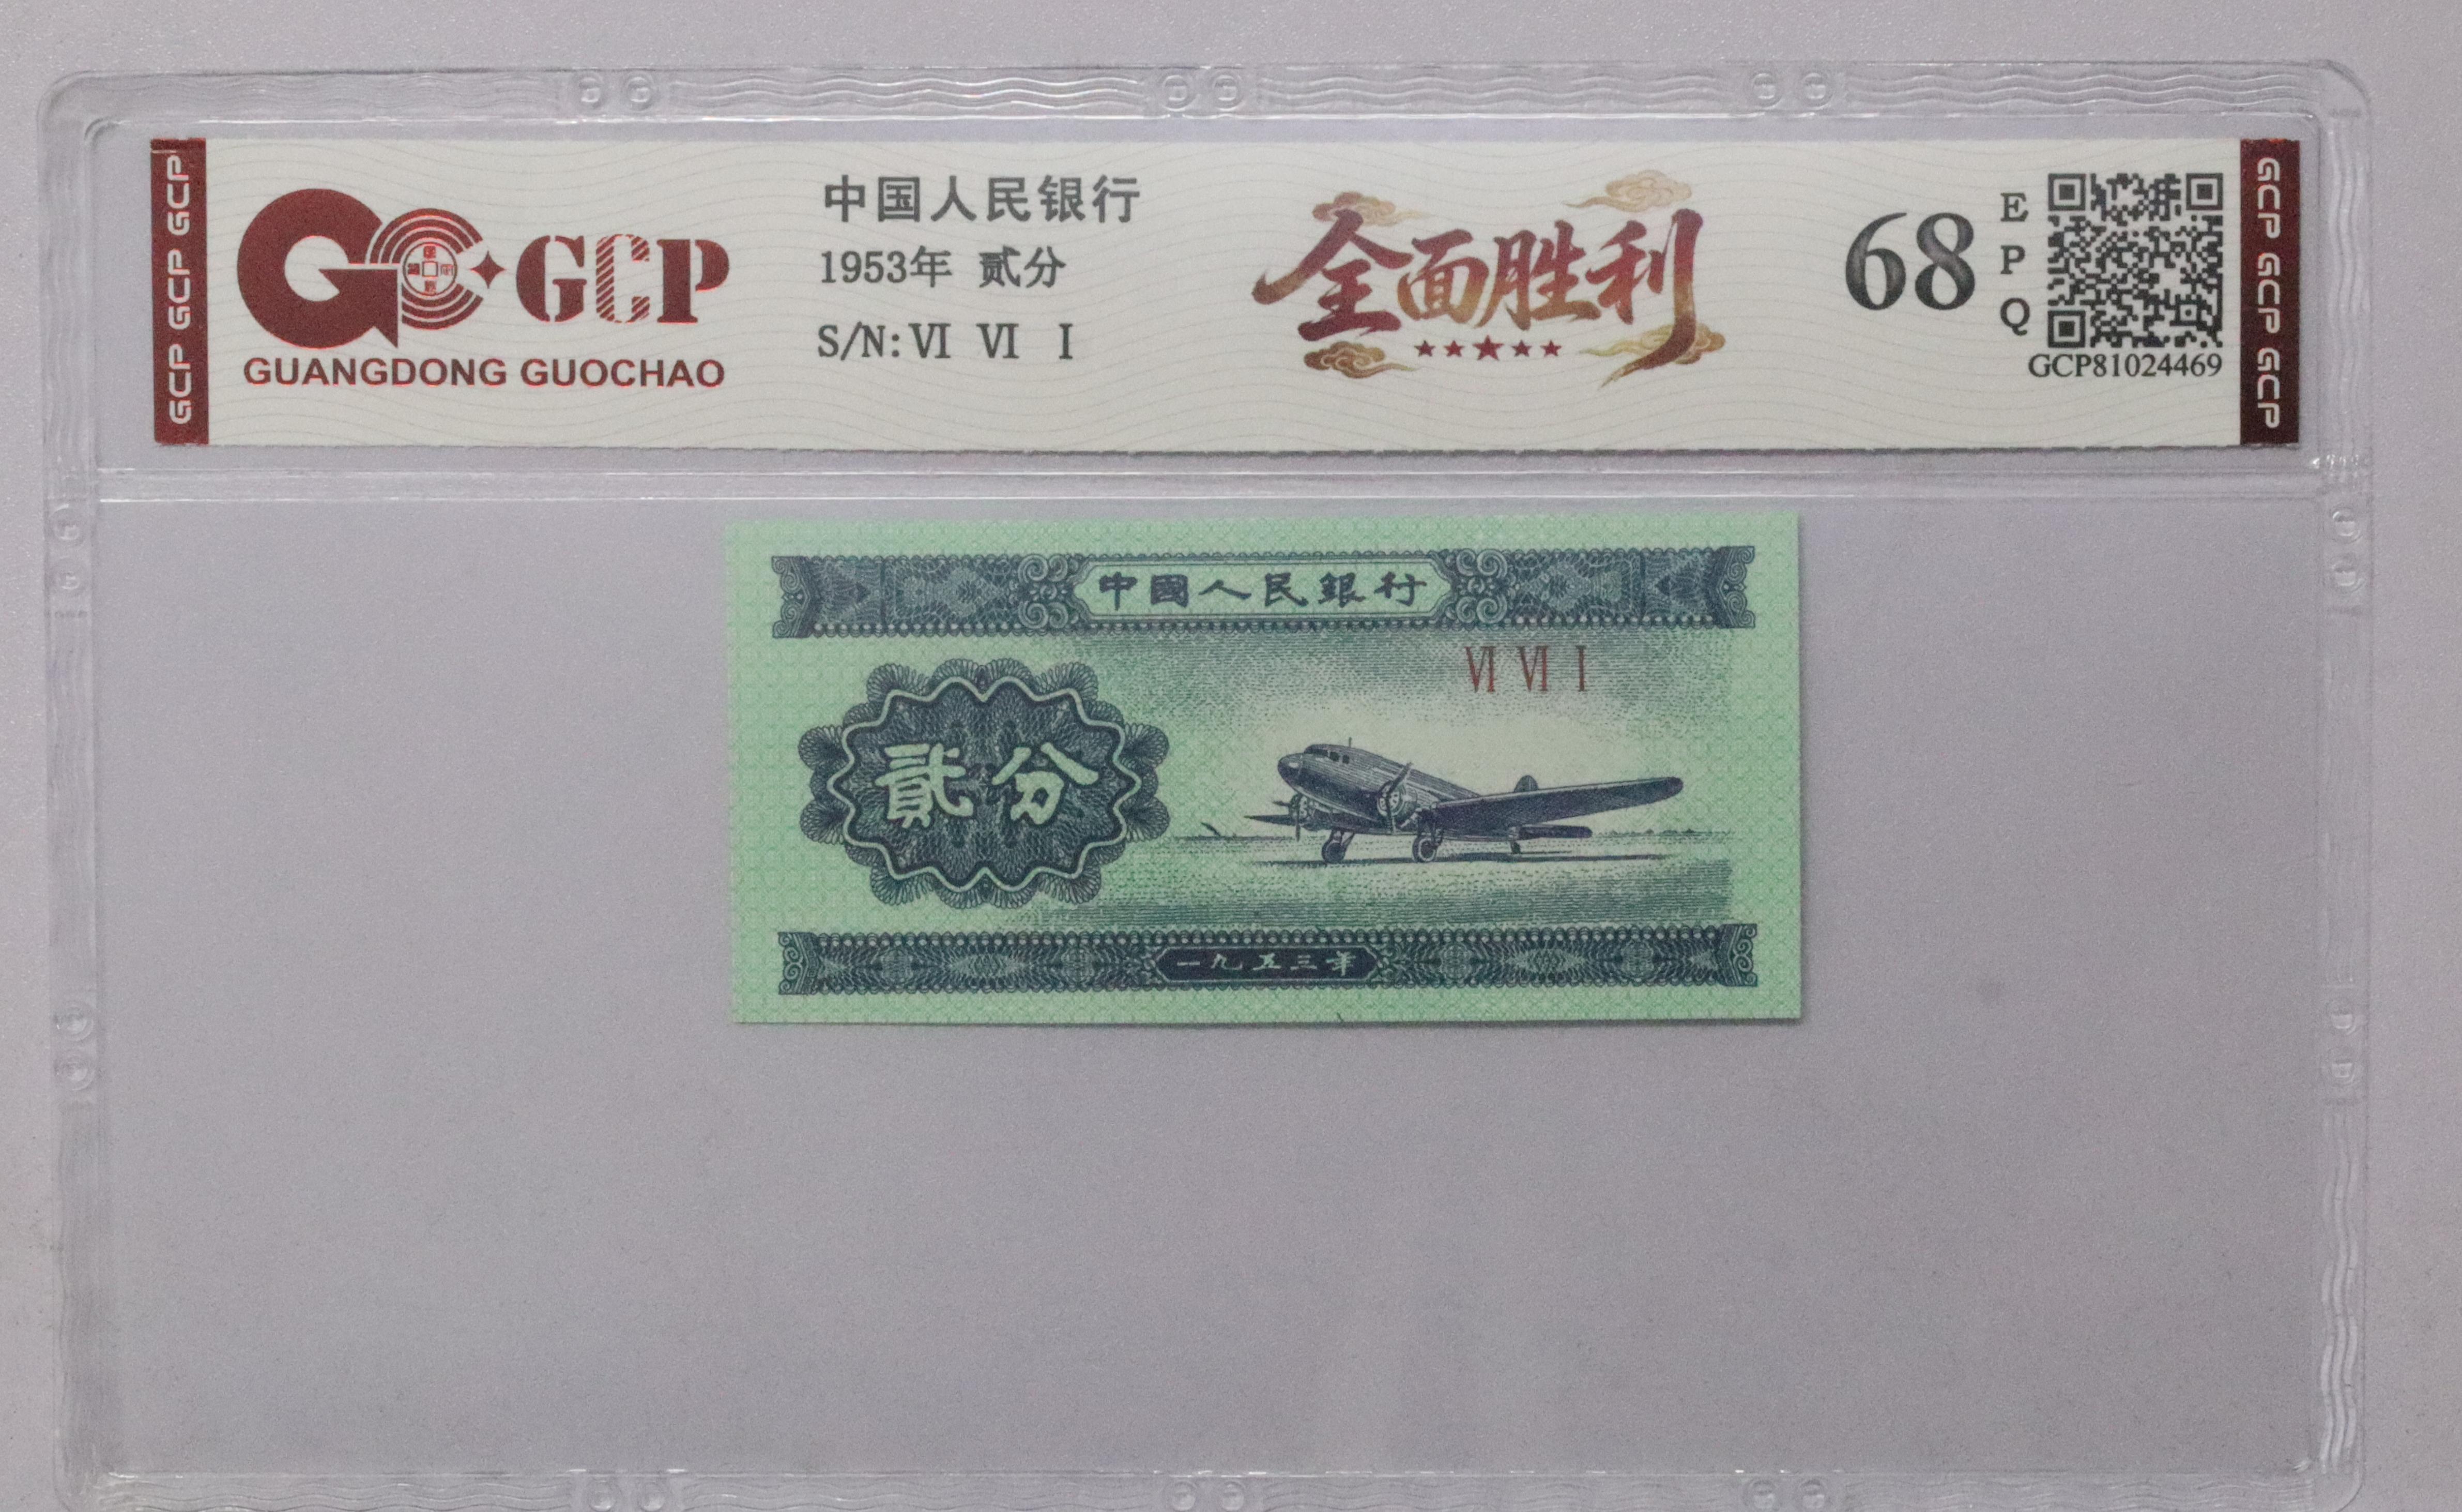 GCP GCP GCP
GCP
GUANGDONG GUOCHAO
中国人民银行
1953年 贰分
S/N: VI VI I
全面胜利
★★★★★
68
E
P
Q
GCP81024469
GCP GCP GCP
中國人民銀行
VI VI I
貳分
一九五三年